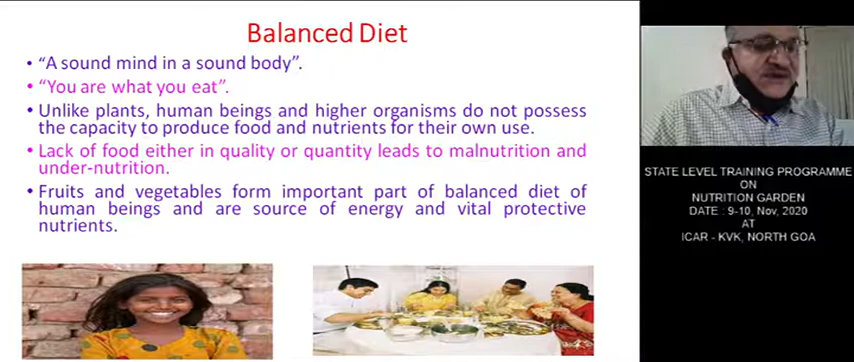 Balanced Diet
• “A sound mind in a sound body”.
• “You are what you eat”.
• Unlike plants, human beings and higher organisms do not possess
the capacity to produce food and nutrients for their own use.
• Lack of food either in quality or quantity leads to malnutrition and
under-nutrition.
• Fruits and vegetables form important part of balanced diet of
human beings and are source of energy and vital protective
nutrients.
STATE LEVEL TRAINING PROGRAMME
ON
NUTRITION GARDEN
DATE : 9-10, Nov, 2020
AT
ICAR - KVK, NORTH GOA